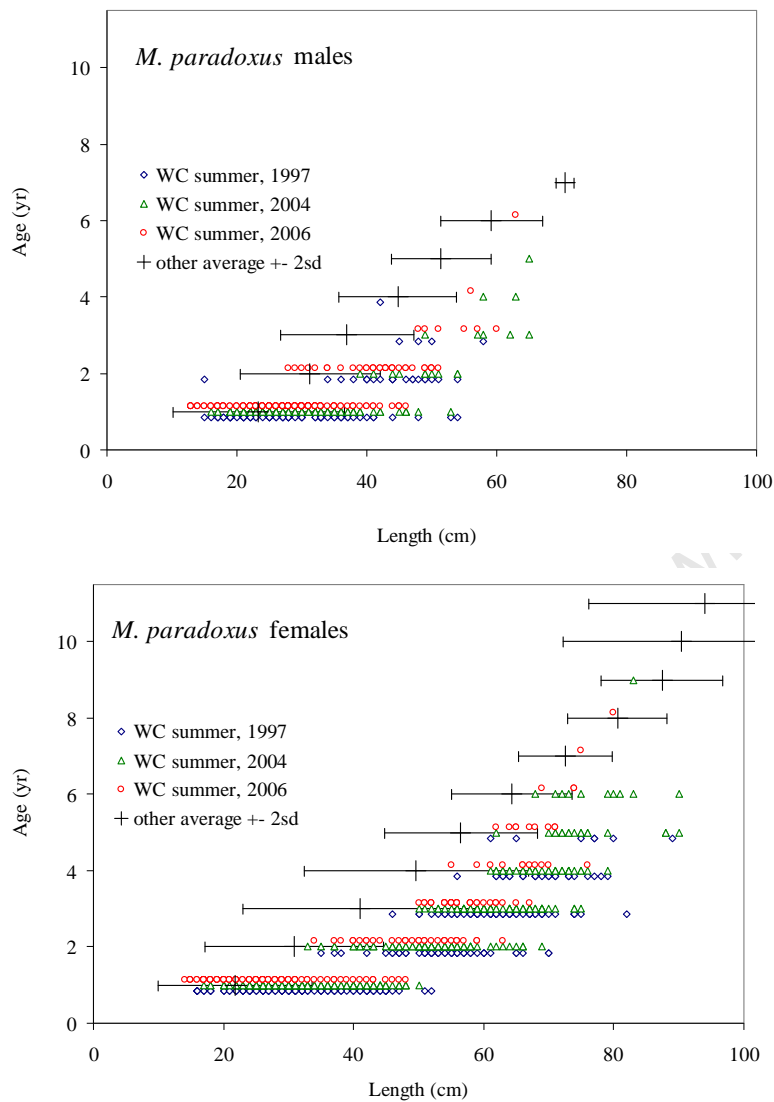 M. paradoxus males
10
8
6
4
2
0
Age (yr)
WC summer, 1997
WC summer, 2004
WC summer, 2006
other average +- 2sd
0 20 40 60 80 100
Length (cm)
M. paradoxus females
10
8
6
4
2
0
Age (yr)
WC summer, 1997
WC summer, 2004
WC summer, 2006
other average +- 2sd
0 20 40 60 80 100
Length (cm)